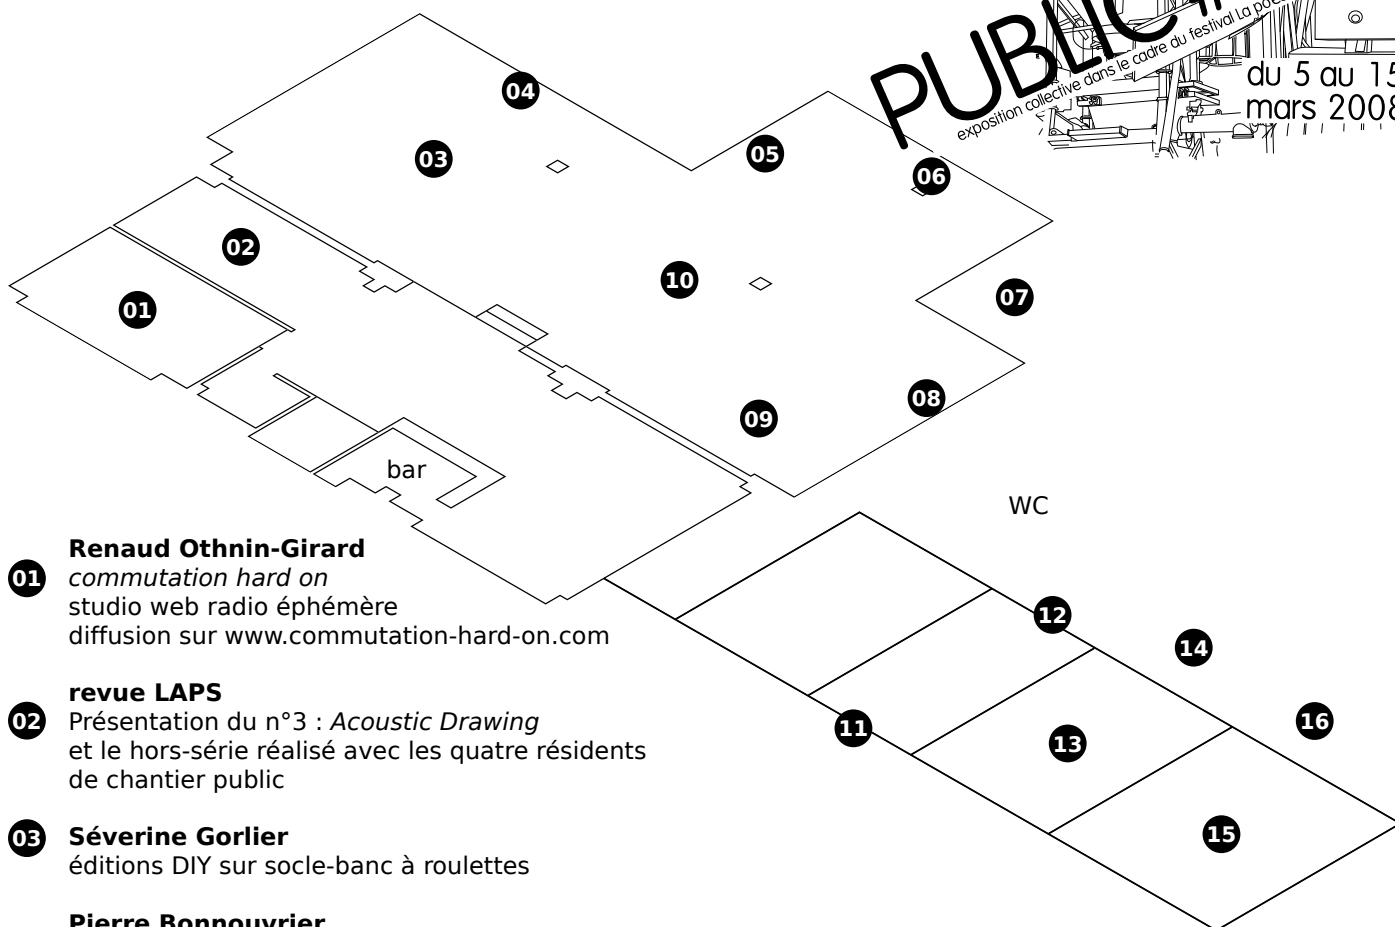 PUBLIC
exposition collective dans le cadre du festival La
du 5 au 15
mars 2008
04
03
05
06
02
10
07
01
08
09
bar
WC
12
14
16
11
13
15
01
Renaud Othnin-Girard
commutation hard on
studio web radio éphémère
diffusion sur www.commutation-hard-on.com
02
revue LAPS
Présentation du n°3 : Acoustic Drawing
et le hors-série réalisé avec les quatre résidents
de chantier public
03
Séverine Gorlier
éditions DIY sur socle-banc à roulettes
Pierre Bonnouvrier